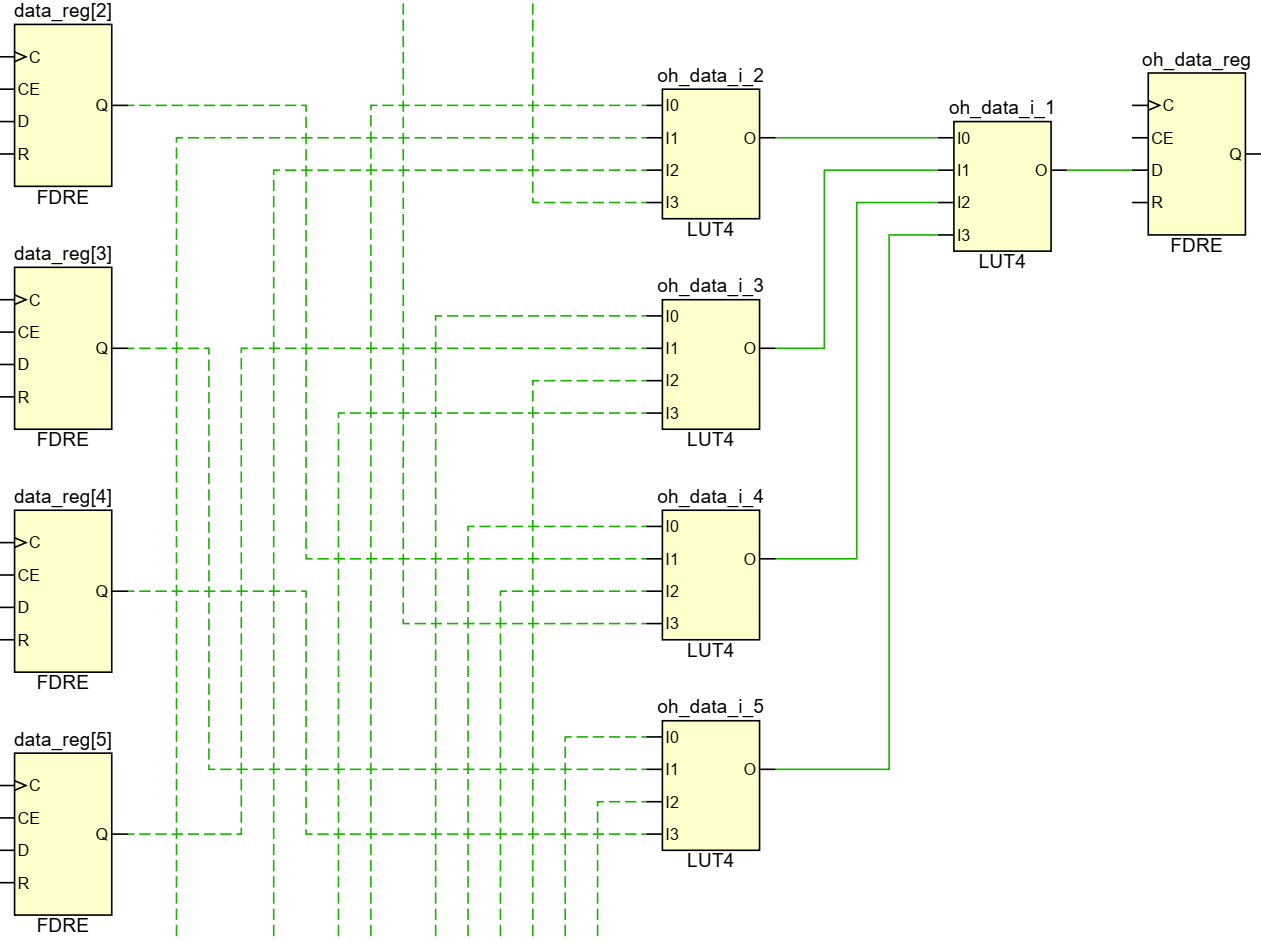 data_reg[2]
C
CE
D
R
Q
FDRE
data_reg[3]
C
CE
D
R
Q
FDRE
data_reg[4]
C
CE
D
R
Q
FDRE
data_reg[5]
C
CE
D
R
Q
FDRE
oh_data_i_2
I0
I1
I2
I3
O
LUT4
oh_data_i_3
I0
I1
I2
I3
O
LUT4
oh_data_i_4
I0
I1
I2
I3
O
LUT4
oh_data_i_5
I0
I1
I2
I3
O
LUT4
oh_data_i_1
I0
I1
I2
I3
O
LUT4
oh_data_reg
C
CE
D
R
Q
FDRE